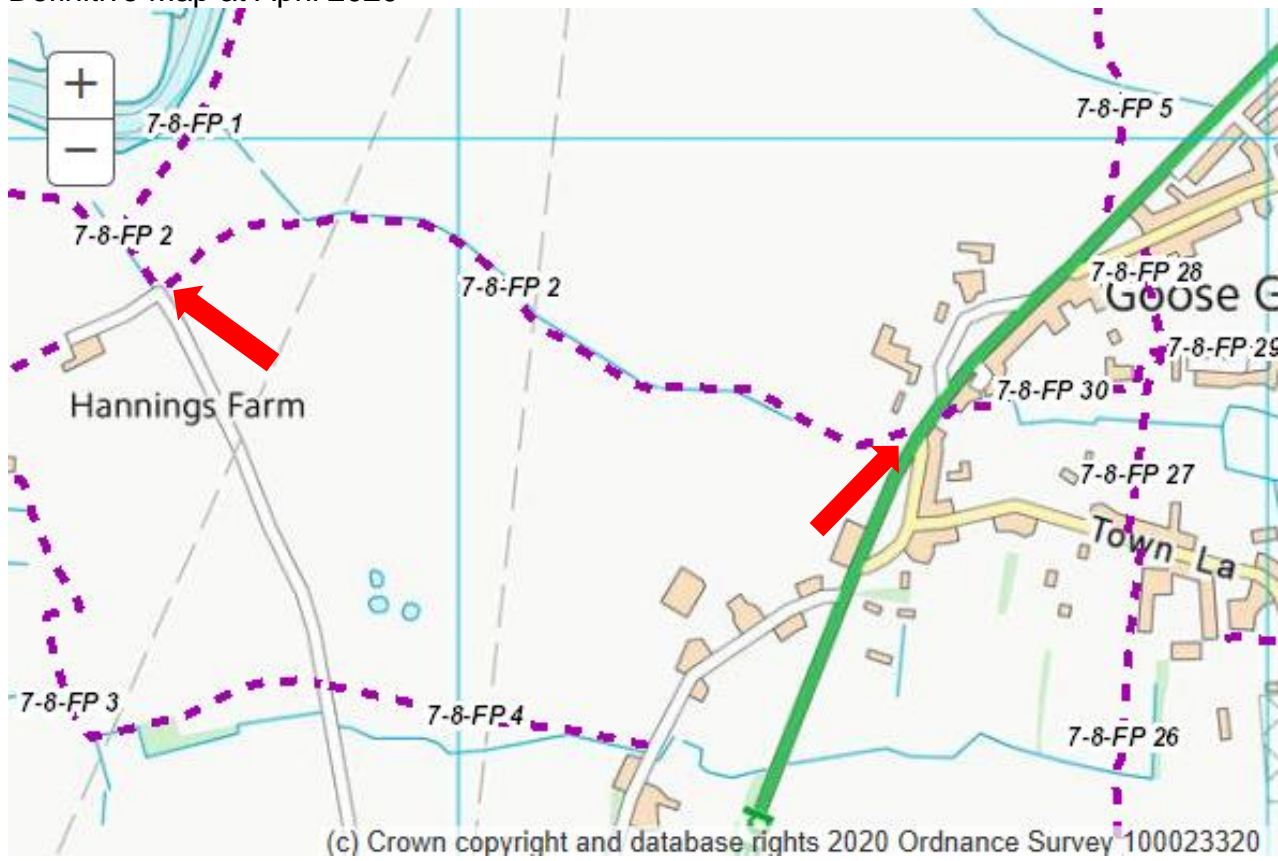 +
−
7-8-FP 1
7-8-FP 5
7-8-FP 2
7-8-FP 2
7-8-FP 28
Goose G
7-8-FP 29
7-8-FP 30
Hannings Farm
7-8-FP 27
Town La
7-8-FP 3
7-8-FP 4
7-8-FP 26
(c) Crown copyright and database rights 2020 Ordnance Survey 100023320